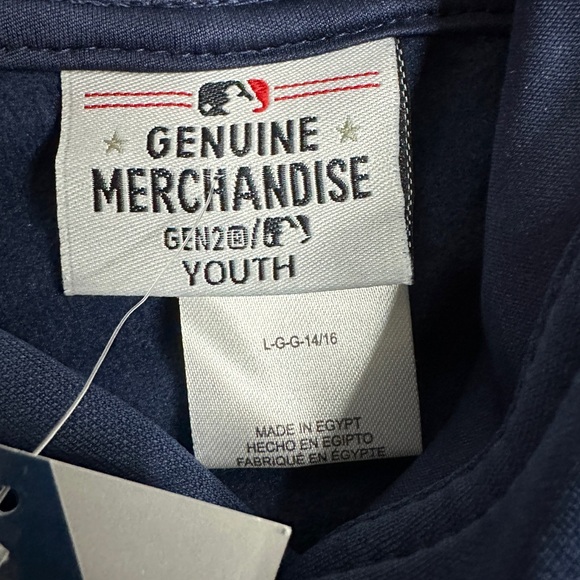 GENUINE
MERCHANDISE
GEN2®/
YOUTH
L-G-G-14/16
MADE IN EGYPT
HECHO EN EGIPTO
FABRIQUÉ EN ÉGYPTE